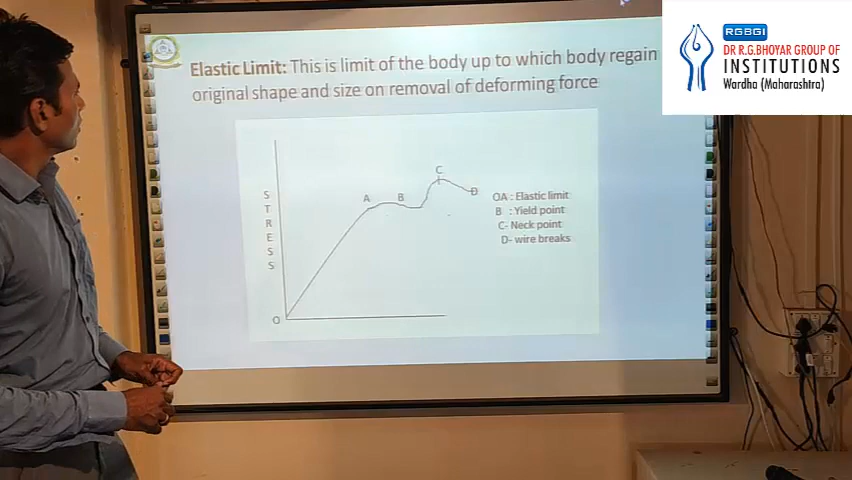 RGBGI
DR R.G.BHOYAR GROUP OF
INSTITUTIONS
Wardha (Maharashtra)
Elastic Limit: This is limit of the body up to which body regain
original shape and size on removal of deforming force
S
T
R
E
S
S
O
A
B
C
D
OA : Elastic limit
B : Yield point
C- Neck point
D- wire breaks